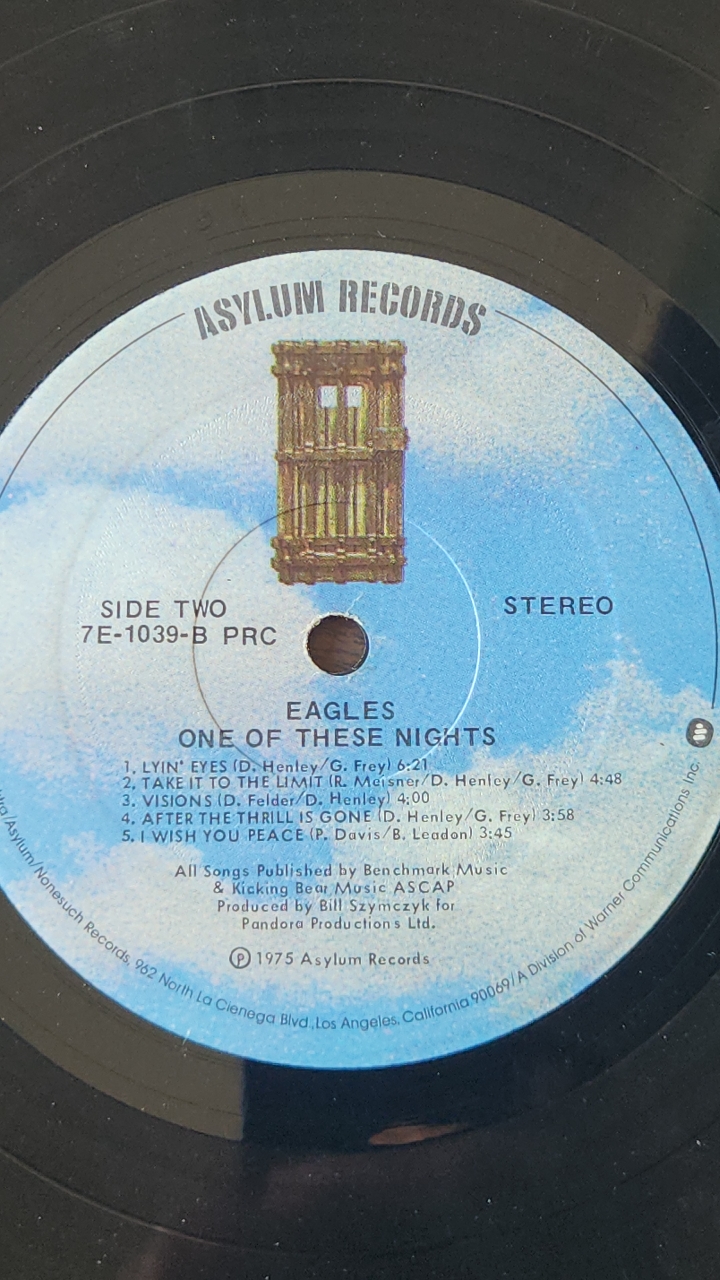 ASYLUM RECORDS
SIDE TWO
7E-1039-B PRC
STEREO
EAGLES
ONE OF THESE NIGHTS
1. LYIN' EYES (D. Henley/G. Frey) 6:21
2. TAKE IT TO THE LIMIT (R. Meisner/D. Henley/G. Frey) 4:48
3. VISIONS (D. Felder/D. Henley) 4:00
4. AFTER THE THRILL IS GONE (D. Henley/G. Frey) 3:58
5. I WISH YOU PEACE (P. Davis/B. Leadon) 3:45
All Songs Published by Benchmark Music
& Kicking Bear Music ASCAP
Produced by Bill Szymczyk for
Pandora Productions Ltd.
℗ 1975 Asylum Records
/Asylum/Nonesuch Records, 962 North La Cienega Blvd., Los Angeles, California 90069/A Division of Warner Communications Inc.